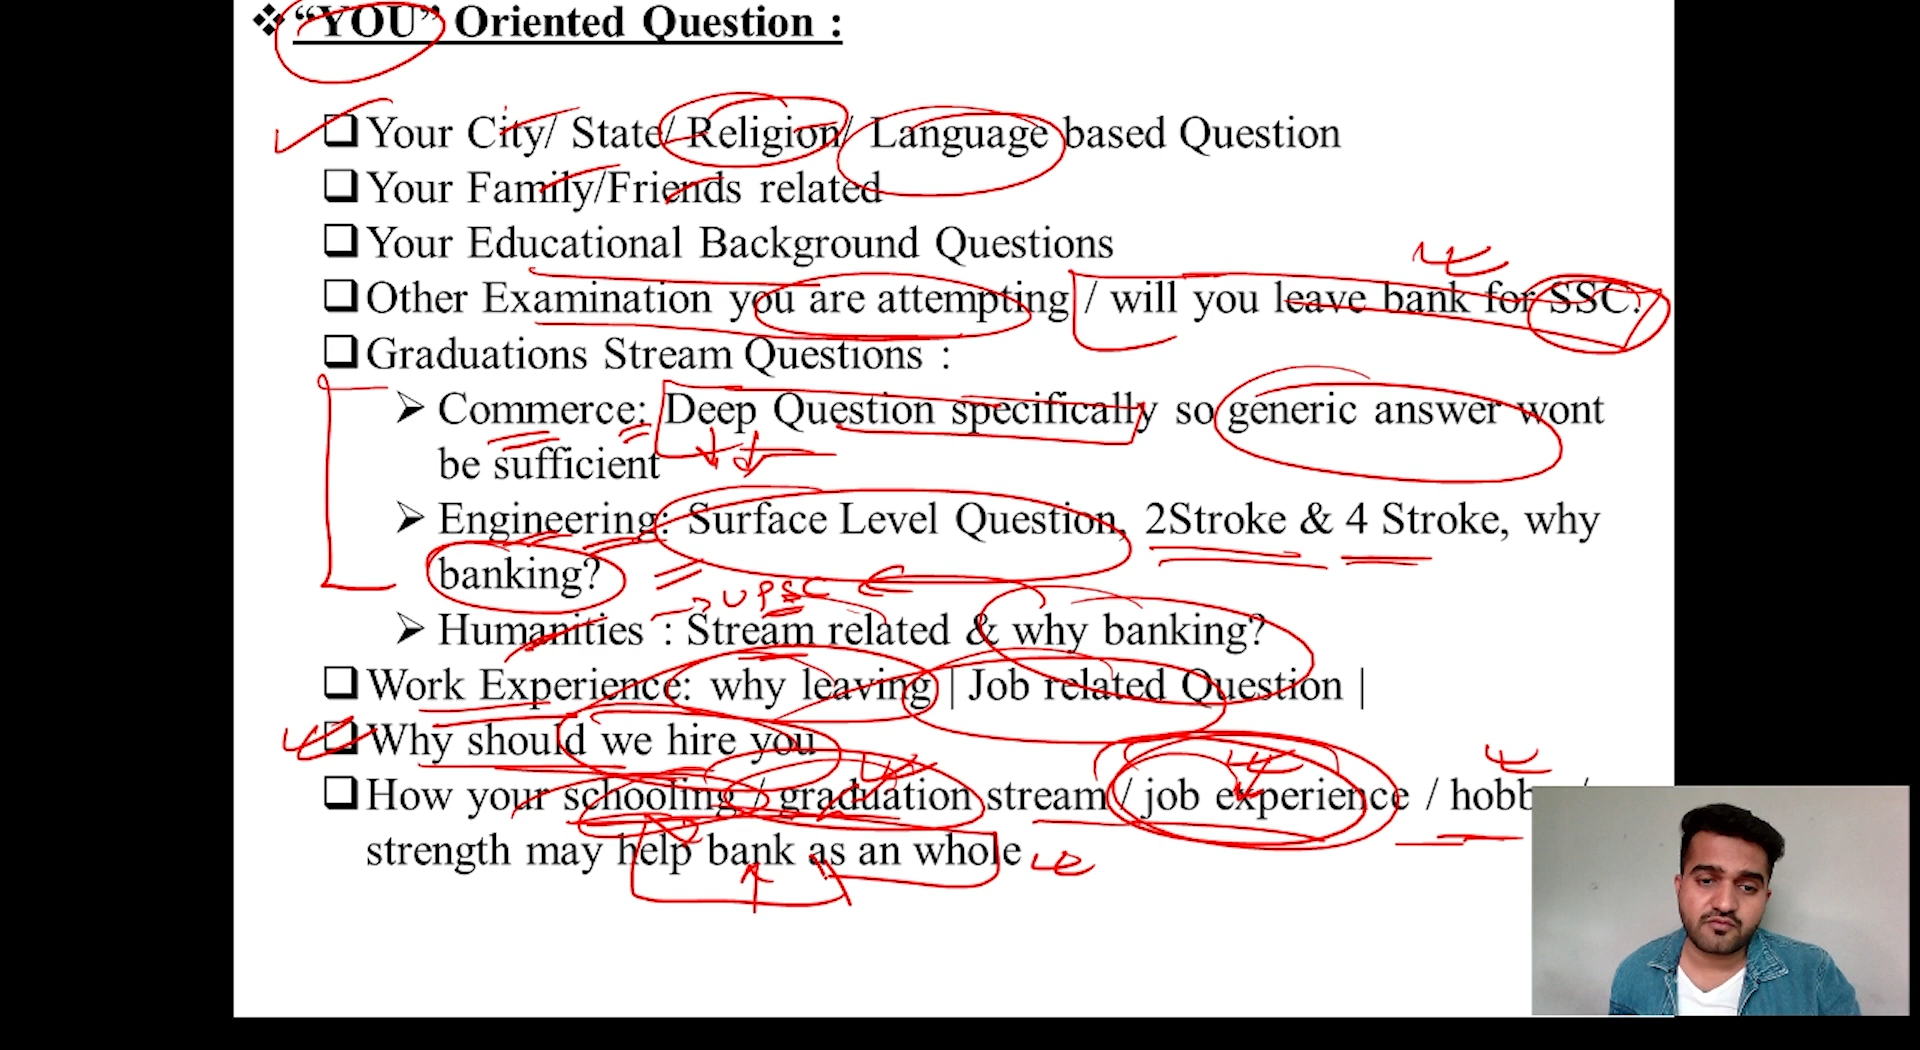 ❖ “YOU” Oriented Question :
❑ Your City/ State/ Religion/ Language based Question
❑ Your Family/Friends related
❑ Your Educational Background Questions
❑ Other Examination you are attempting / will you leave bank for SSC?
❑ Graduations Stream Questions :
➢ Commerce: Deep Question specifically so generic answer wont
be sufficient
➢ Engineering: Surface Level Question, 2Stroke & 4 Stroke, why
banking?
UPSC
➢ Humanities : Stream related & why banking?
❑ Work Experience: why leaving | Job related Question |
❑ Why should we hire you
❑ How your schooling / graduation stream / job experience /
strength may help bank as an whole